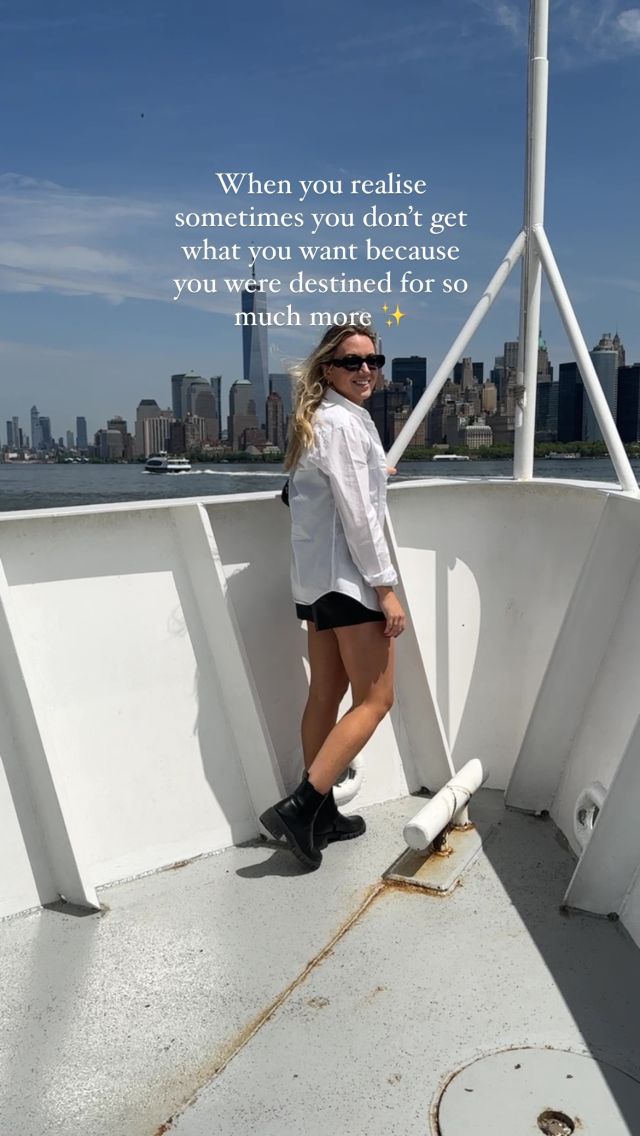 When you realise
sometimes you don’t get
what you want because
you were destined for so
much more ✨